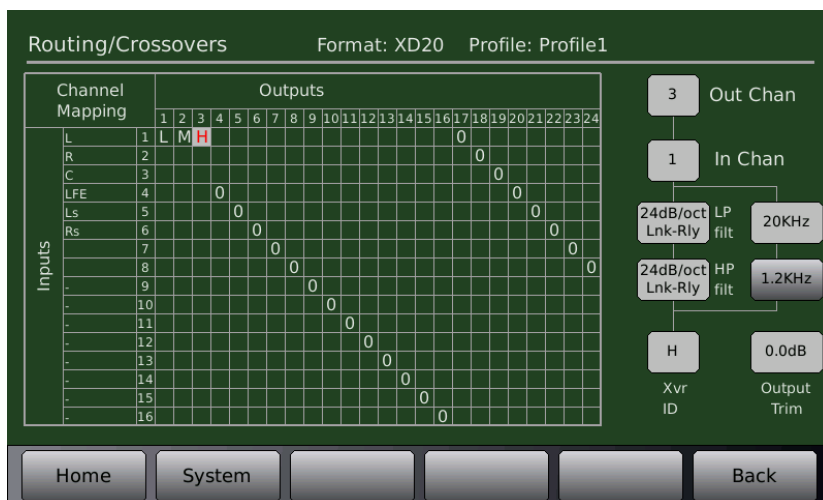 Routing/Crossovers Format: XD20 Profile: Profile1
Channel Mapping Outputs
1 2 3 4 5 6 7 8 9 10 11 12 13 14 15 16 17 18 19 20 21 22 23 24
Inputs
L 1 L M H 0
R 2 0
C 3 0
LFE 4 0 0
Ls 5 0 0
Rs 6 0 0
7 0 0
8 0 0
- 9 0
- 10 0
- 11 0
- 12 0
- 13 0
- 14 0
- 15 0
- 16 0
3 Out Chan
1 In Chan
24dB/oct LP 20KHz
Lnk-Rly filt
24dB/oct HP 1.2KHz
Lnk-Rly filt
H 0.0dB
Xvr Output
ID Trim
Home System Back